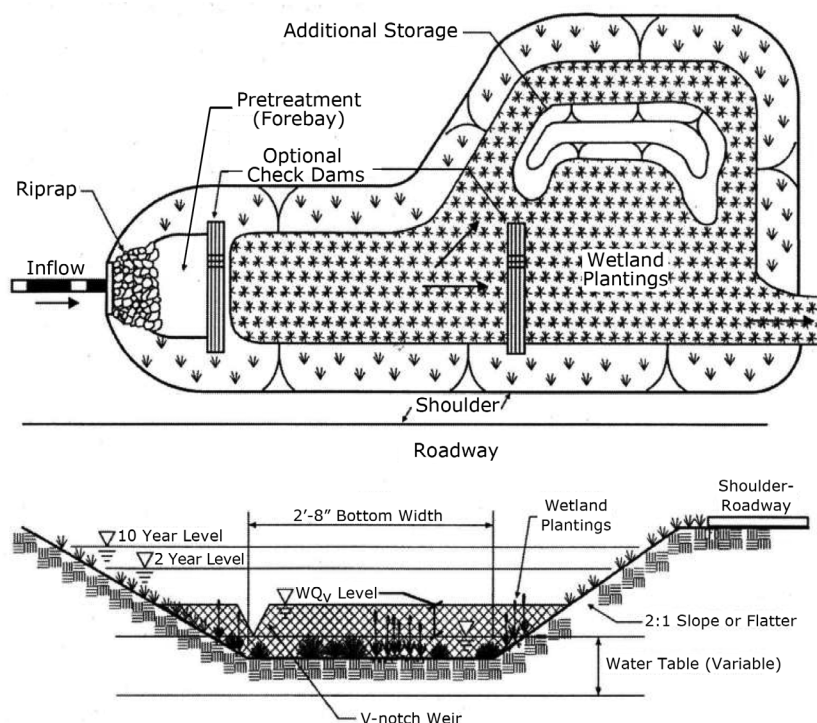 Additional Storage
Pretreatment
(Forebay)
Optional
Check Dams
Riprap
Inflow
Wetland
Plantings
Shoulder
Roadway
Shoulder-
Roadway
Wetland
Plantings
2’-8” Bottom Width
10 Year Level
2 Year Level
WQv Level
2:1 Slope or Flatter
Water Table (Variable)
V-notch Weir